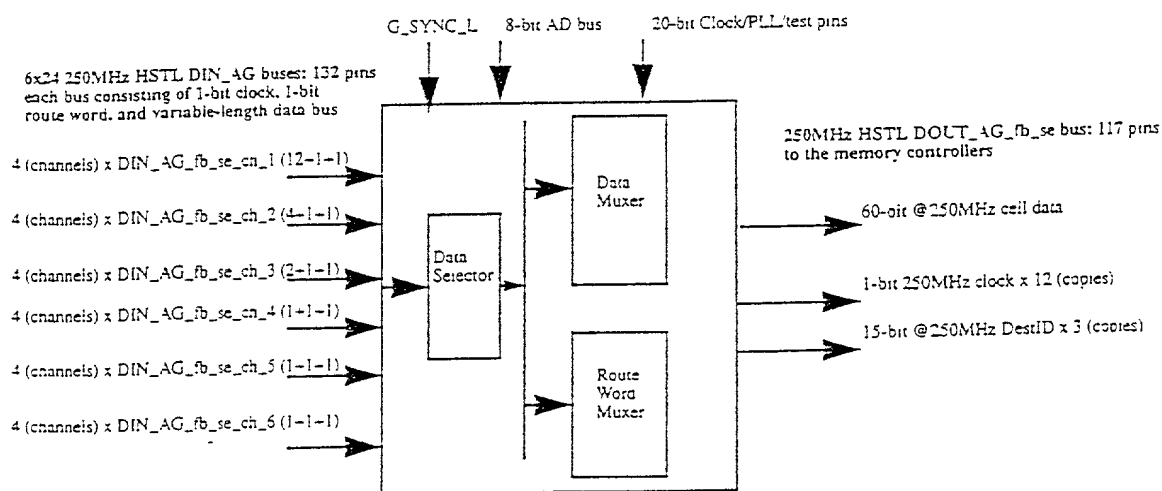 G_SYNC_L
8-bit AD bus
20-bit Clock/PLL/test pins
6x24 250MHz HSTL DIN_AG buses: 132 pins
each bus consisting of 1-bit clock, 1-bit
route word, and variable-length data bus
4 (channels) x DIN_AG_fb_se_ch_1 (12+1+1)
4 (channels) x DIN_AG_fb_se_ch_2 (4+1+1)
4 (channels) x DIN_AG_fb_se_ch_3 (2+1+1)
4 (channels) x DIN_AG_fb_se_ch_4 (1+1+1)
4 (channels) x DIN_AG_fb_se_ch_5 (1+1+1)
4 (channels) x DIN_AG_fb_se_ch_6 (1+1+1)
Data
Selector
Data
Muxer
Route
Word
Muxer
250MHz HSTL DOUT_AG_fb_se bus: 117 pins
to the memory controllers
60-bit @250MHz cell data
1-bit 250MHz clock x 12 (copies)
15-bit @250MHz DestID x 3 (copies)